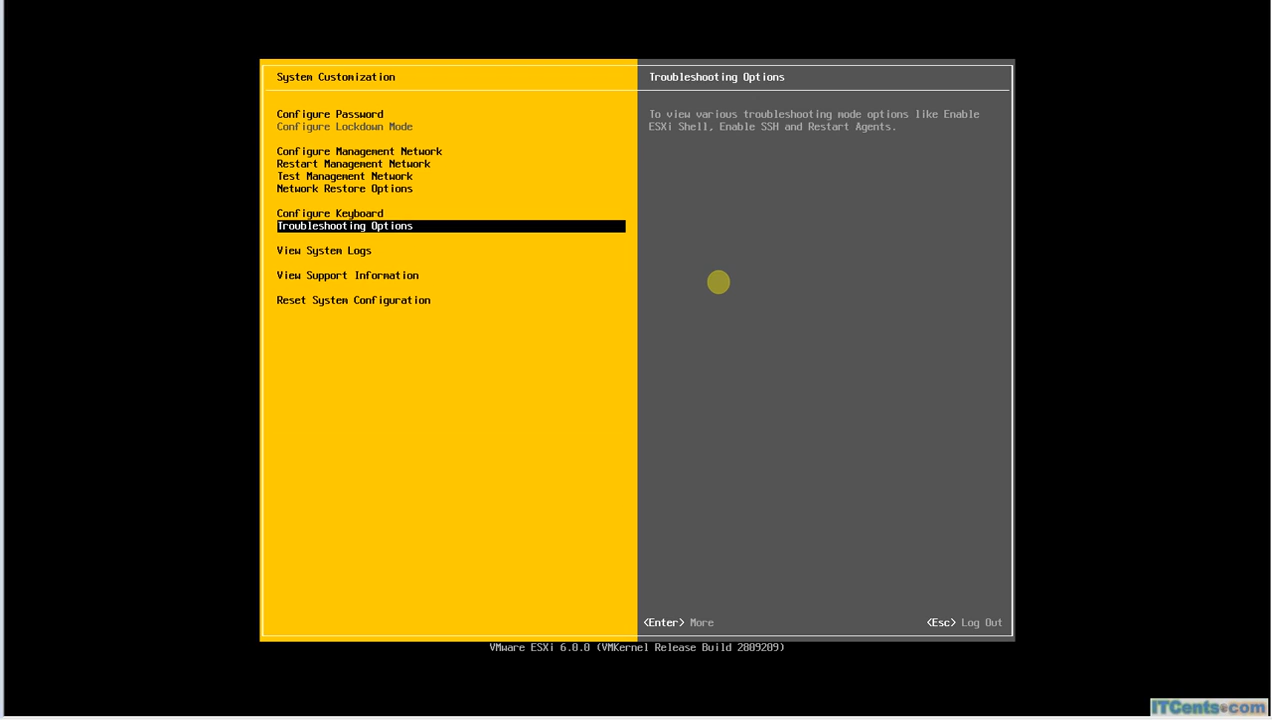 System Customization
Configure Password
Configure Lockdown Mode
Configure Management Network
Restart Management Network
Test Management Network
Network Restore Options
Configure Keyboard
Troubleshooting Options
View System Logs
View Support Information
Reset System Configuration
Troubleshooting Options
To view various troubleshooting mode options like Enable
ESXi Shell, Enable SSH and Restart Agents.
<Enter> More
<Esc> Log Out
VMware ESXi 6.0.0 (VMKernel Release Build 2809209)
ITCents.com